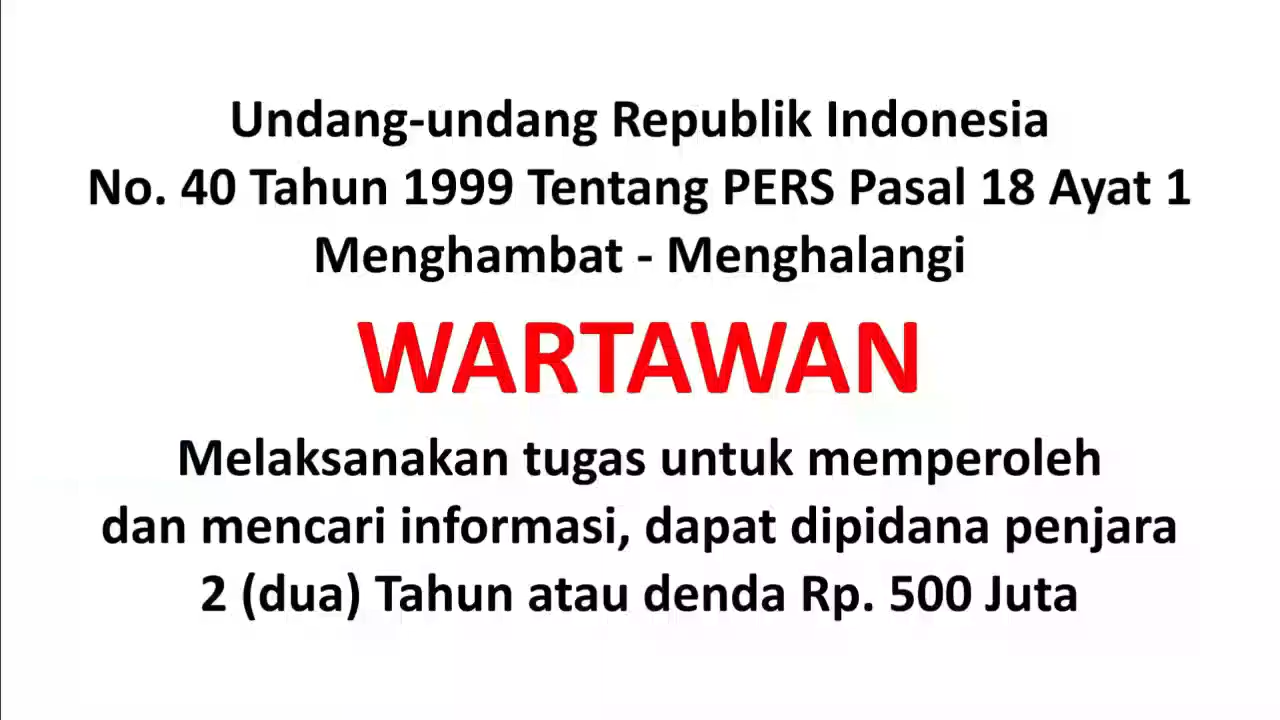 Undang-undang Republik Indonesia
No. 40 Tahun 1999 Tentang PERS Pasal 18 Ayat 1
Menghambat - Menghalangi
WARTAWAN
Melaksanakan tugas untuk memperoleh
dan mencari informasi, dapat dipidana penjara
2 (dua) Tahun atau denda Rp. 500 Juta